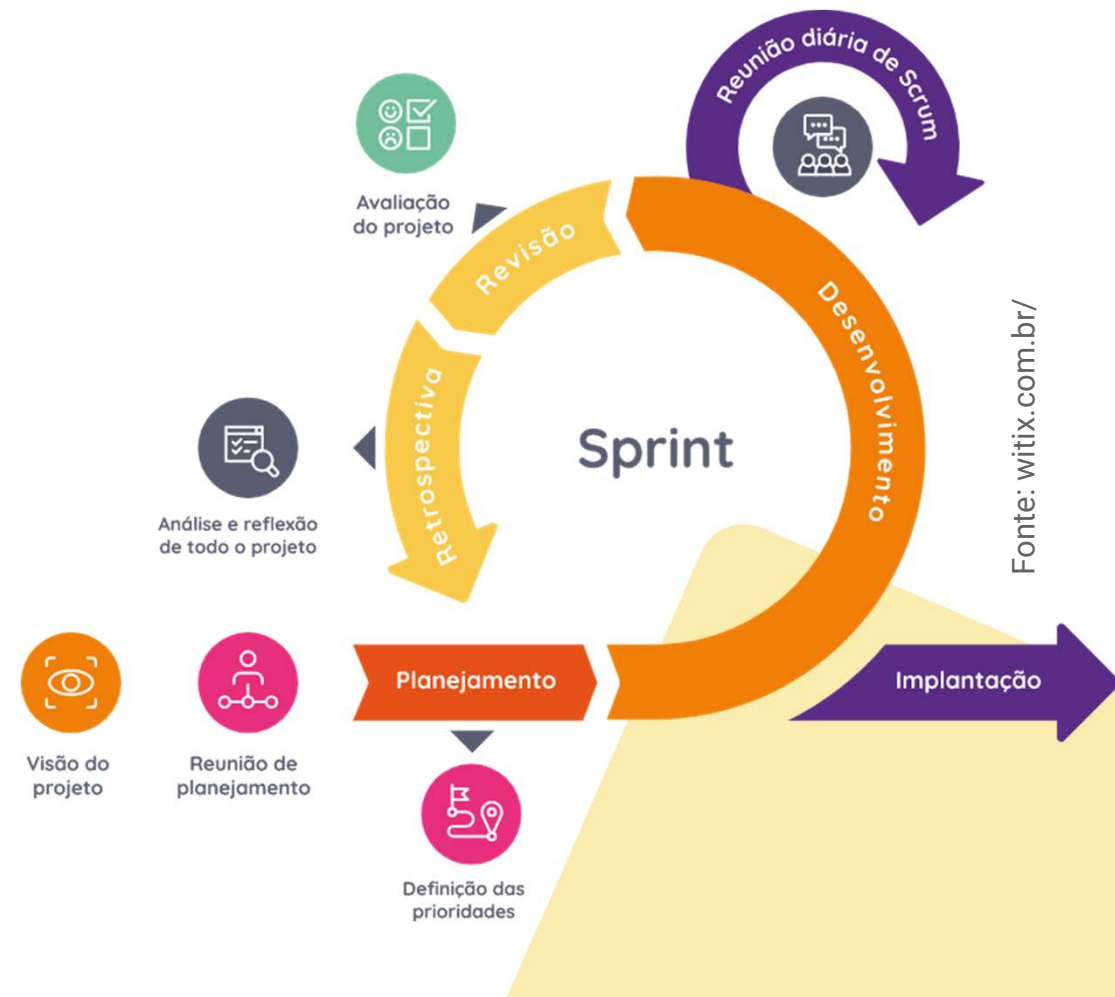 Reunião diária de Scrum
Avaliação
do projeto
Revisão
Desenvolvimento
Retrospectiva
Sprint
Análise e reflexão
de todo o projeto
Fonte: witix.com.br/
Visão do
projeto
Reunião de
planejamento
Planejamento
Implantação
Definição das
prioridades